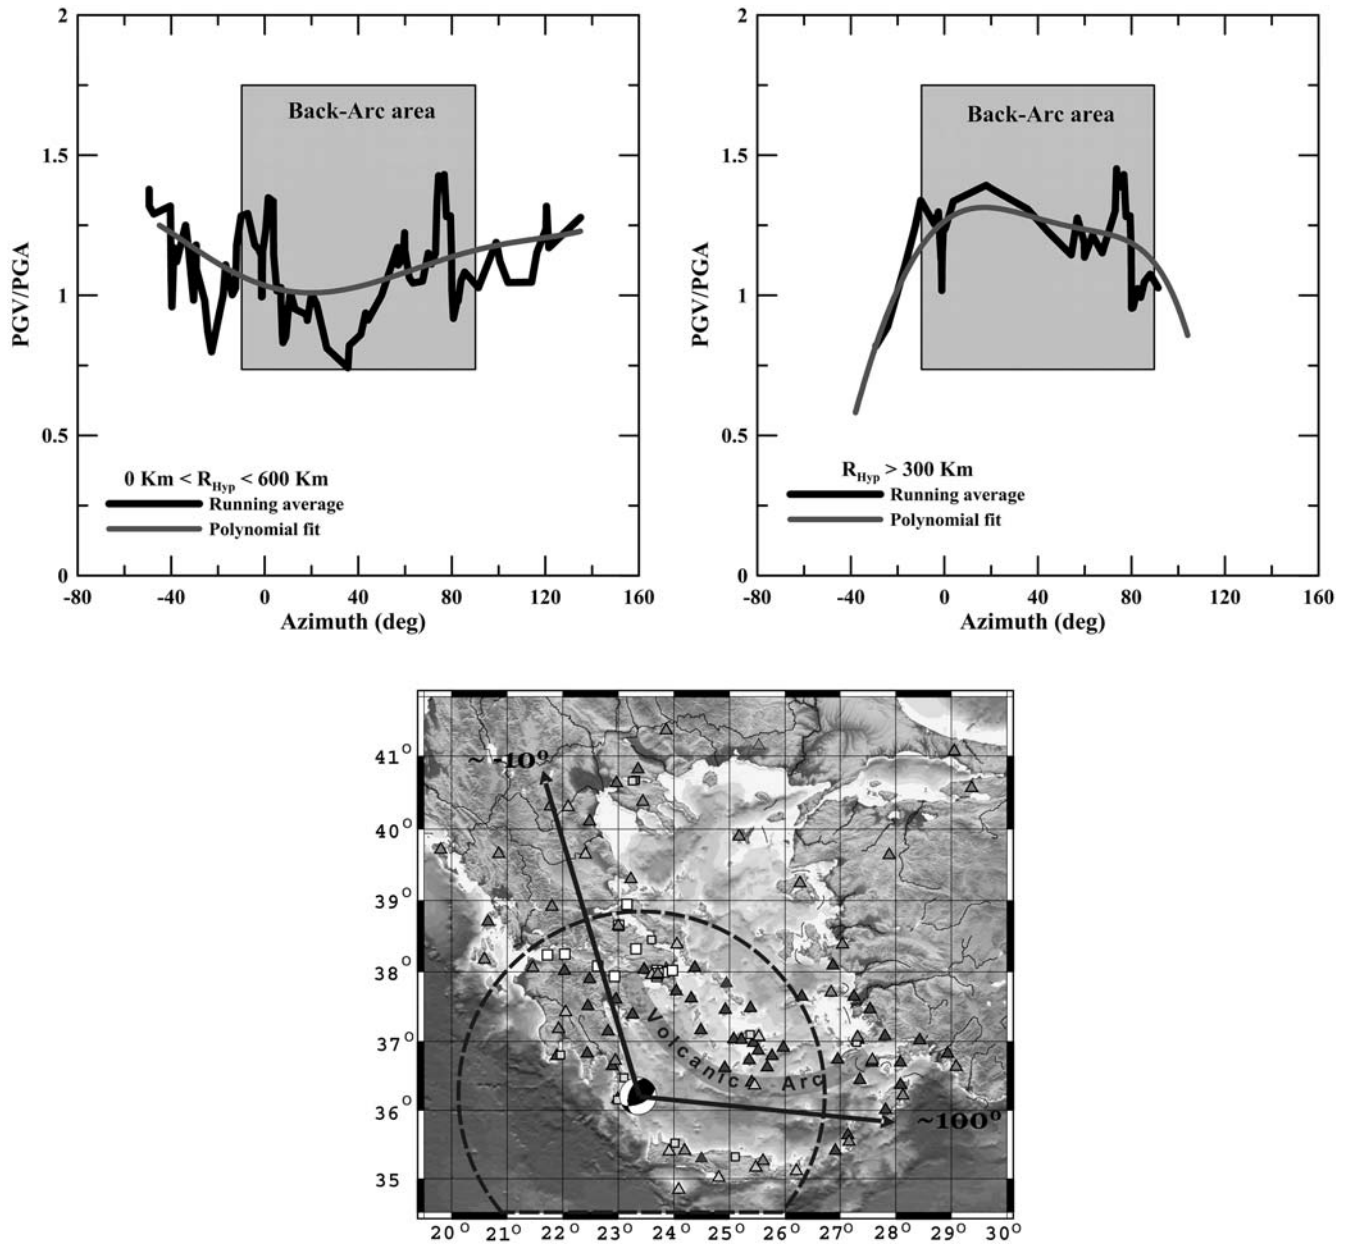 2
1.5
1
0.5
0
PGV/PGA
Back-Arc area
0 Km < R_Hyp < 600 Km
Running average
Polynomial fit
-80 -40 0 40 80 120 160
Azimuth (deg)
2
1.5
1
0.5
0
PGV/PGA
Back-Arc area
R_Hyp > 300 Km
Running average
Polynomial fit
-80 -40 0 40 80 120 160
Azimuth (deg)
41°
40°
39°
38°
37°
36°
35
~ -10°
Volcanic Arc
~100°
20° 21° 22° 23° 24° 25° 26° 27° 28° 29° 30°